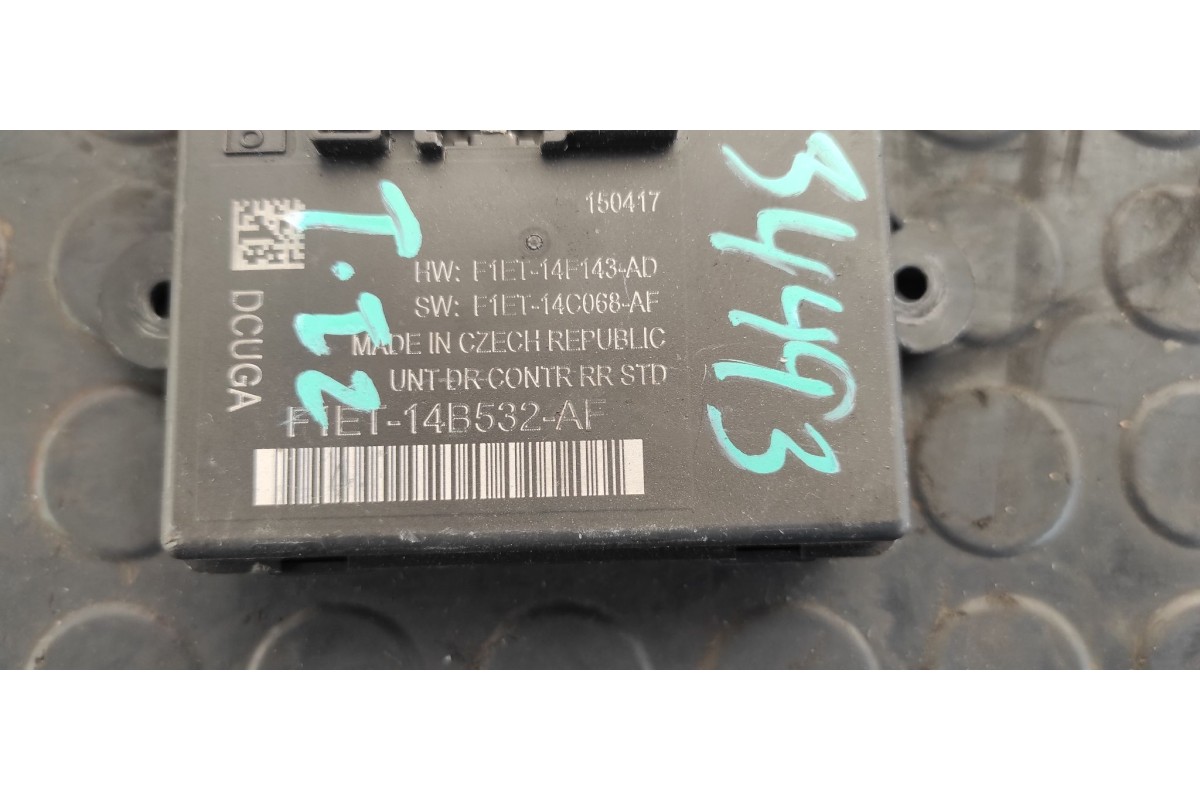 150417
HW: F1ET-14F143-AD
SW: F1ET-14C068-AF
MADE IN CZECH REPUBLIC
UNT-DR-CONTR RR STD
F1ET-14B532-AF
DCUGA
34493